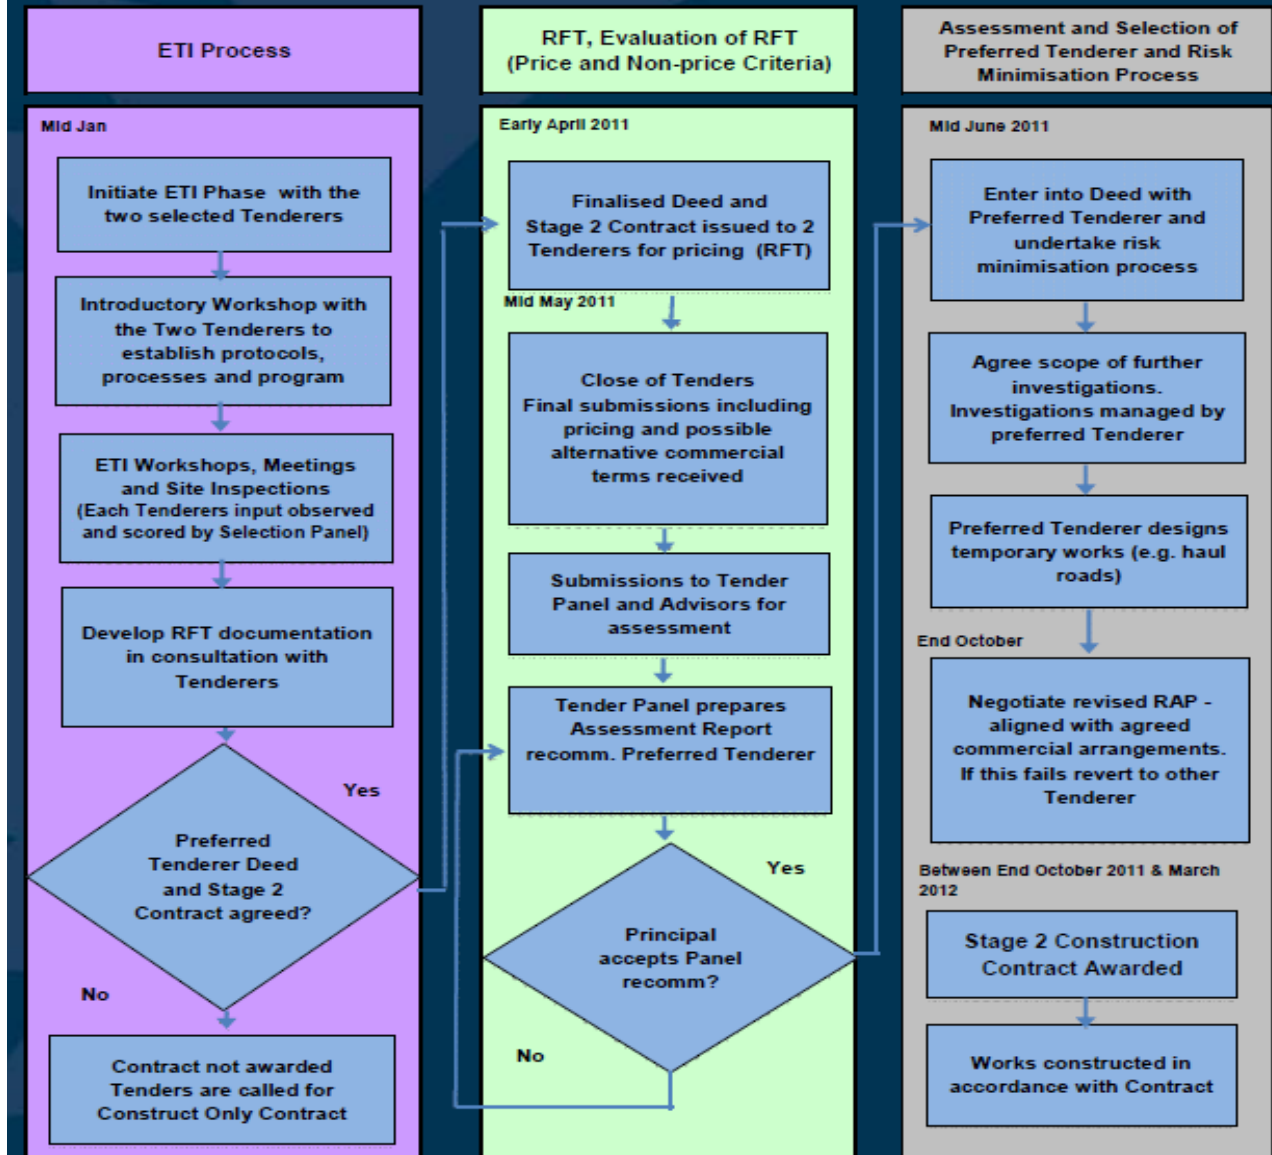 ETI Process
Mid Jan
Initiate ETI Phase with the
two selected Tenderers
Introductory Workshop with
the Two Tenderers to
establish protocols,
processes and program
ETI Workshops, Meetings
and Site Inspections
(Each Tenderers input observed
and scored by Selection Panel)
Develop RFT documentation
in consultation with
Tenderers
Yes
Preferred
Tenderer Deed
and Stage 2
Contract agreed?
No
Contract not awarded
Tenders are called for
Construct Only Contract
RFT, Evaluation of RFT
(Price and Non-price Criteria)
Early April 2011
Finalised Deed and
Stage 2 Contract issued to 2
Tenderers for pricing (RFT)
Mid May 2011
Close of Tenders
Final submissions including
pricing and possible
alternative commercial
terms received
Submissions to Tender
Panel and Advisors for
assessment
Tender Panel prepares
Assessment Report
recomm. Preferred Tenderer
Yes
Principal
accepts Panel
recomm?
No
Assessment and Selection of
Preferred Tenderer and Risk
Minimisation Process
Mid June 2011
Enter into Deed with
Preferred Tenderer and
undertake risk
minimisation process
Agree scope of further
investigations.
Investigations managed by
preferred Tenderer
Preferred Tenderer designs
temporary works (e.g. haul
roads)
End October
Negotiate revised RAP -
aligned with agreed
commercial arrangements.
If this fails revert to other
Tenderer
Between End October 2011 & March
2012
Stage 2 Construction
Contract Awarded
Works constructed in
accordance with Contract